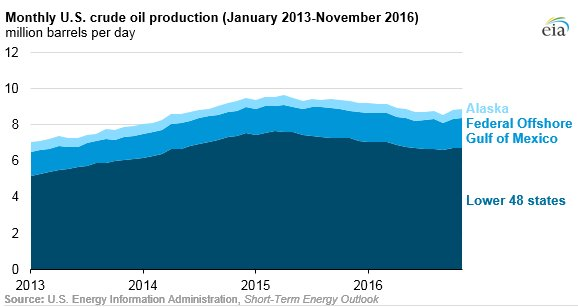 Monthly U.S. crude oil production (January 2013-November 2016)
million barrels per day
eia
12
10
8
6
4
2
0
Alaska
Federal Offshore
Gulf of Mexico
Lower 48 states
2013 2014 2015 2016
Source: U.S. Energy Information Administration, Short-Term Energy Outlook